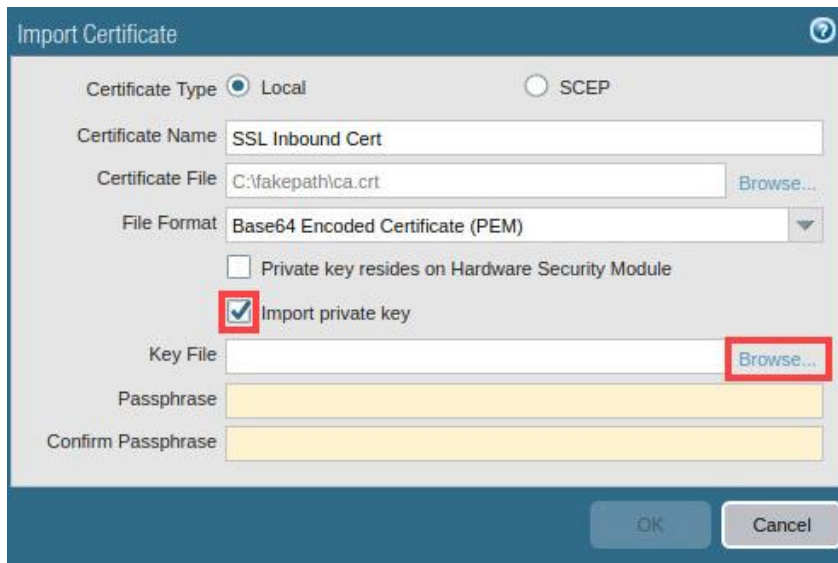 Import Certificate
Certificate Type Local SCEP
Certificate Name SSL Inbound Cert
Certificate File C:\fakepath\ca.crt Browse...
File Format Base64 Encoded Certificate (PEM)
Private key resides on Hardware Security Module
Import private key
Key File Browse...
Passphrase
Confirm Passphrase
OK Cancel